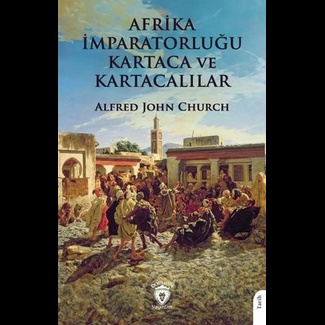 AFRİKA
İMPARATORLUĞU
KARTACA VE
KARTACALILAR
ALFRED JOHN CHURCH
Tarih